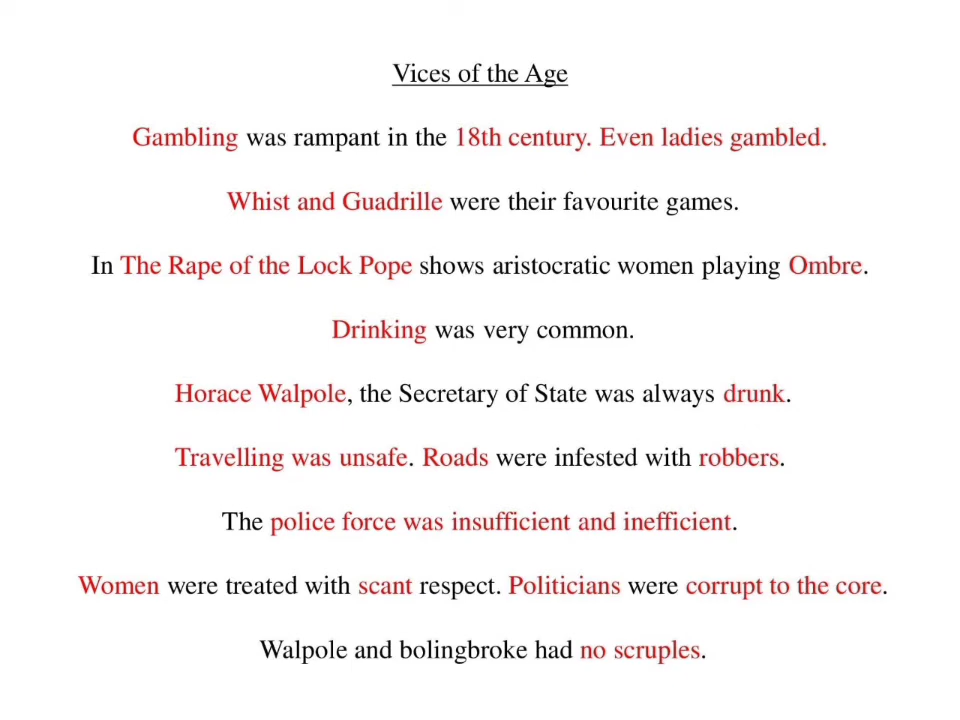 Vices of the Age
Gambling was rampant in the 18th century. Even ladies gambled.
Whist and Guadrille were their favourite games.
In The Rape of the Lock Pope shows aristocratic women playing Ombre.
Drinking was very common.
Horace Walpole, the Secretary of State was always drunk.
Travelling was unsafe. Roads were infested with robbers.
The police force was insufficient and inefficient.
Women were treated with scant respect. Politicians were corrupt to the core.
Walpole and bolingbroke had no scruples.